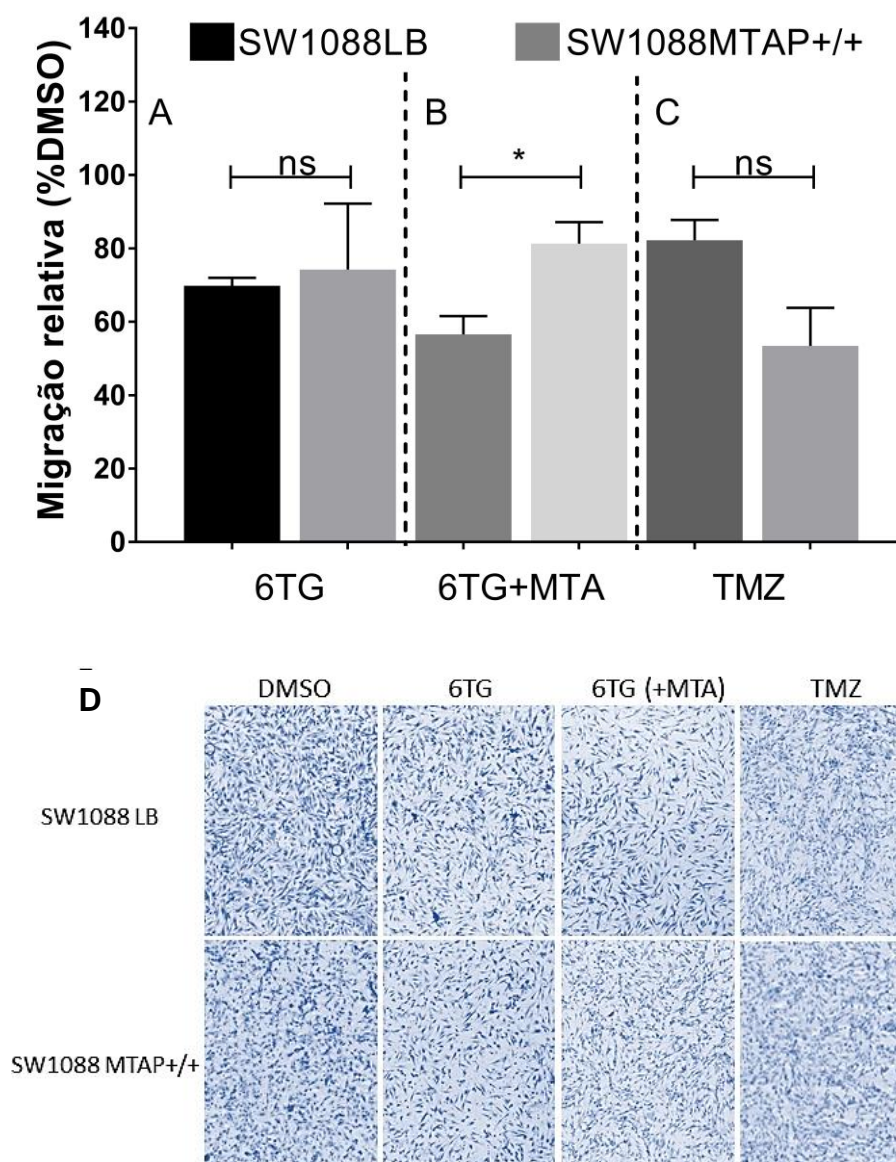 140
120
100
80
60
40
20
0
Migração relativa (%DMSO)
SW1088LB
SW1088MTAP+/+
A
B
C
ns
*
ns
6TG
6TG+MTA
TMZ
D
DMSO
6TG
6TG (+MTA)
TMZ
SW1088 LB
SW1088 MTAP+/+